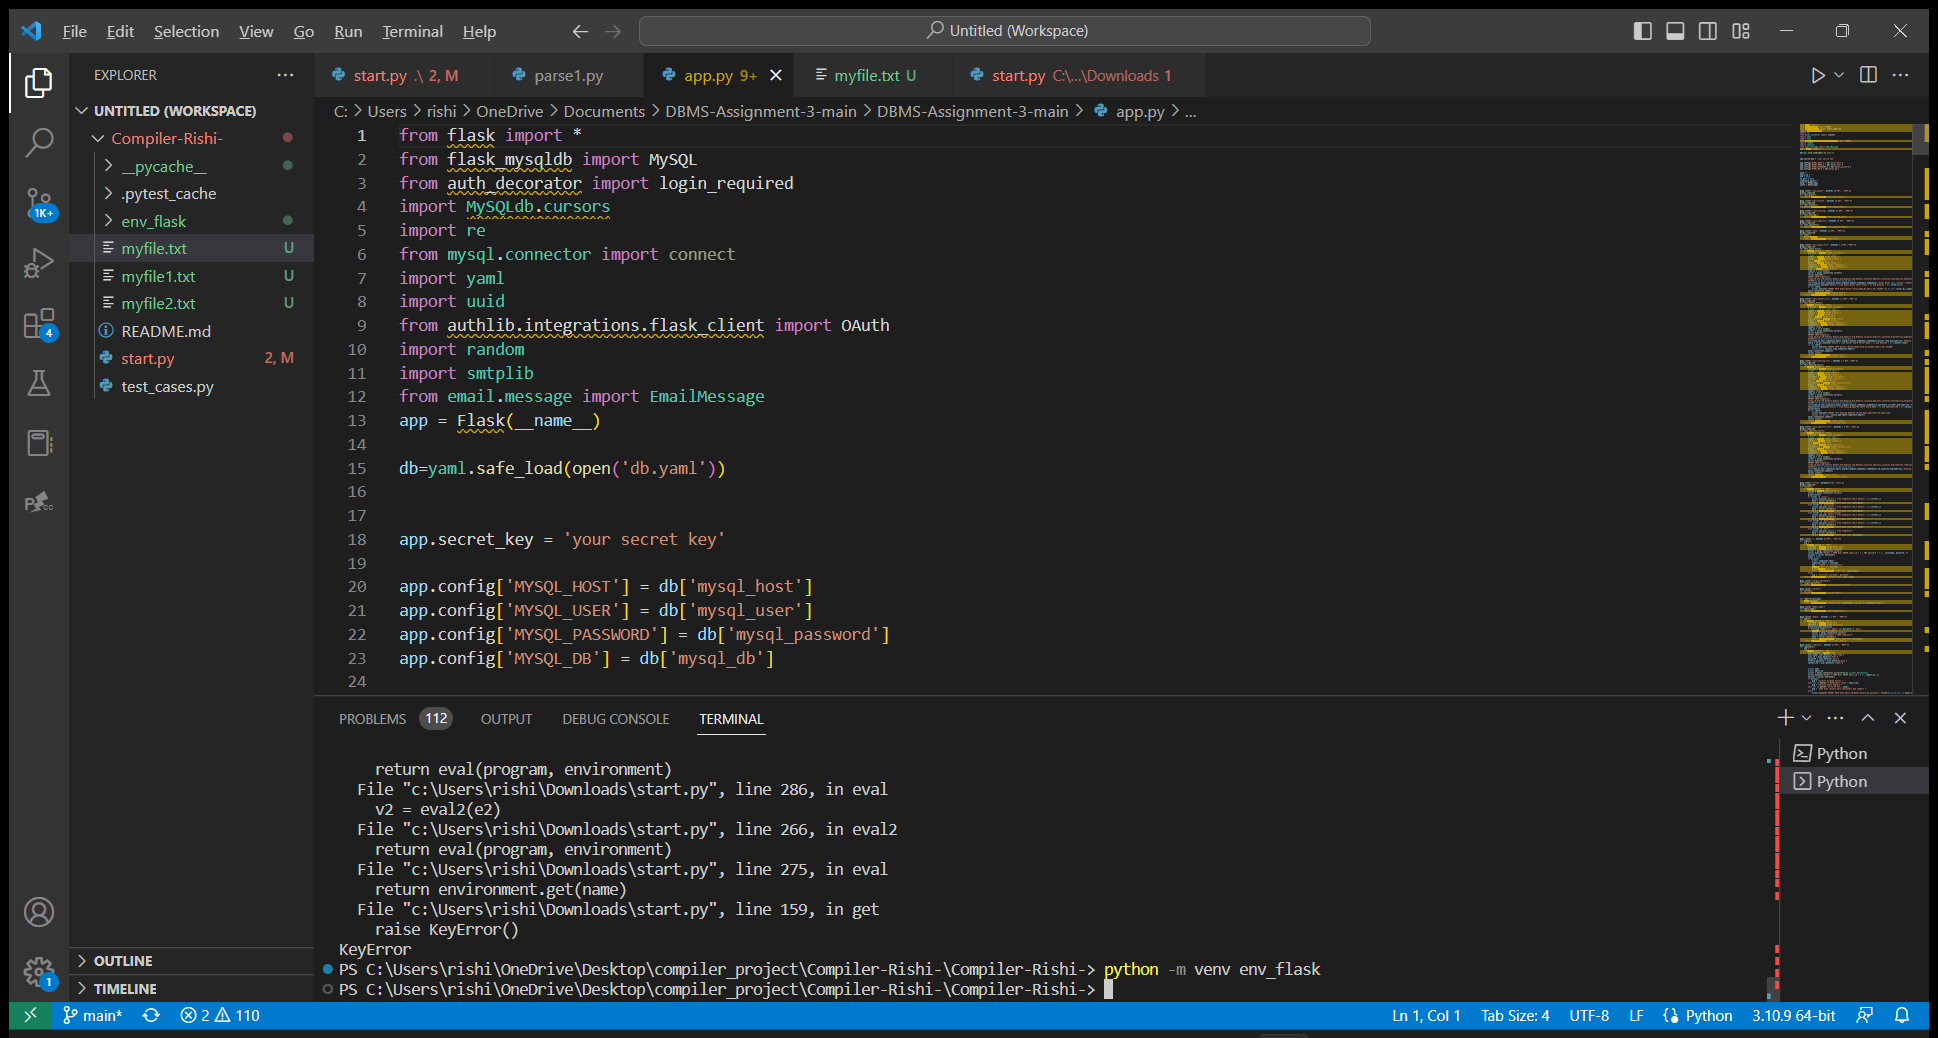 File Edit Selection View Go Run Terminal Help
Untitled (Workspace)
EXPLORER
start.py .\ 2, M
parse1.py
app.py 9+
myfile.txt U
start.py C:\...\Downloads 1
UNTITLED (WORKSPACE)
Compiler-Rishi-
__pycache__
.pytest_cache
env_flask
myfile.txt U
myfile1.txt U
myfile2.txt U
README.md
start.py 2, M
test_cases.py
OUTLINE
TIMELINE
1K+
4
1
C: > Users > rishi > OneDrive > Documents > DBMS-Assignment-3-main > DBMS-Assignment-3-main > app.py > ...
1 from flask import *
2 from flask_mysqldb import MySQL
3 from auth_decorator import login_required
4 import MySQLdb.cursors
5 import re
6 from mysql.connector import connect
7 import yaml
8 import uuid
9 from authlib.integrations.flask_client import OAuth
10 import random
11 import smtplib
12 from email.message import EmailMessage
13 app = Flask(__name__)
14
15 db=yaml.safe_load(open('db.yaml'))
16
17
18 app.secret_key = 'your secret key'
19
20 app.config['MYSQL_HOST'] = db['mysql_host']
21 app.config['MYSQL_USER'] = db['mysql_user']
22 app.config['MYSQL_PASSWORD'] = db['mysql_password']
23 app.config['MYSQL_DB'] = db['mysql_db']
24
PROBLEMS 112 OUTPUT DEBUG CONSOLE TERMINAL
return eval(program, environment)
File "c:\Users\rishi\Downloads\start.py", line 286, in eval
v2 = eval2(e2)
File "c:\Users\rishi\Downloads\start.py", line 266, in eval2
return eval(program, environment)
File "c:\Users\rishi\Downloads\start.py", line 275, in eval
return environment.get(name)
File "c:\Users\rishi\Downloads\start.py", line 159, in get
raise KeyError()
KeyError
PS C:\Users\rishi\OneDrive\Desktop\compiler_project\Compiler-Rishi-\Compiler-Rishi-> python -m venv env_flask
PS C:\Users\rishi\OneDrive\Desktop\compiler_project\Compiler-Rishi-\Compiler-Rishi->
Python
Python
main* 2 110
Ln 1, Col 1 Tab Size: 4 UTF-8 LF Python 3.10.9 64-bit